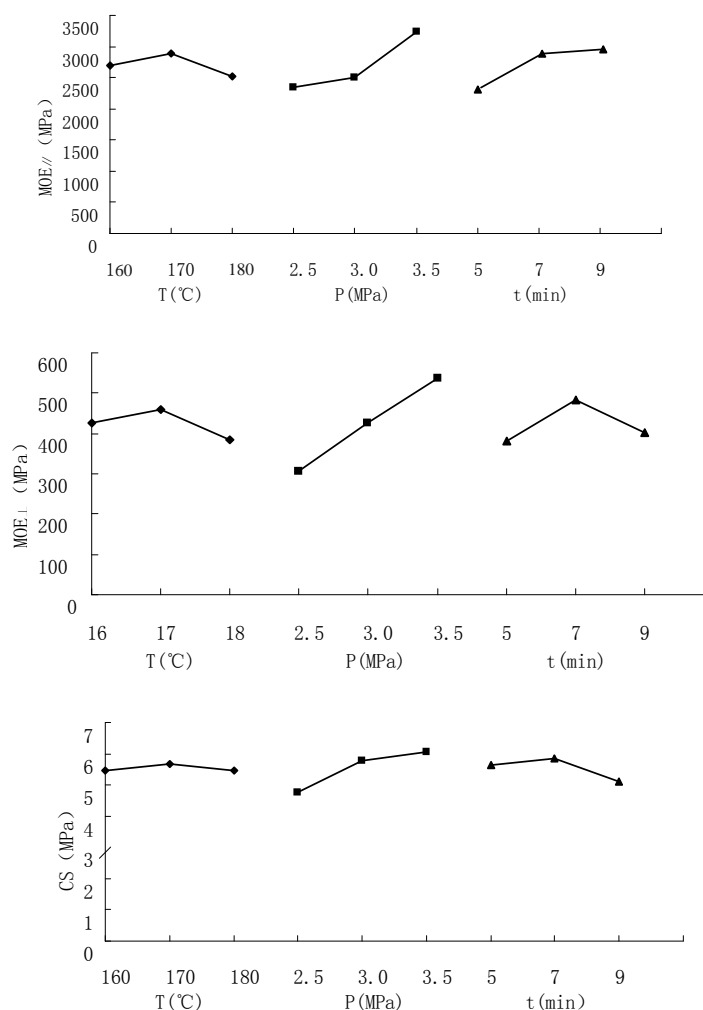 3500
3000
2500
2000
1500
1000
500
0
MOE∥ (MPa)
160 170 180 2.5 3.0 3.5 5 7 9
T(℃) P(MPa) t(min)
600
500
400
300
200
100
0
MOE⊥ (MPa)
16 17 18 2.5 3.0 3.5 5 7 9
T(℃) P(MPa) t(min)
7
6
5
4
3
2
1
0
CS (MPa)
160 170 180 2.5 3.0 3.5 5 7 9
T(℃) P(MPa) t(min)